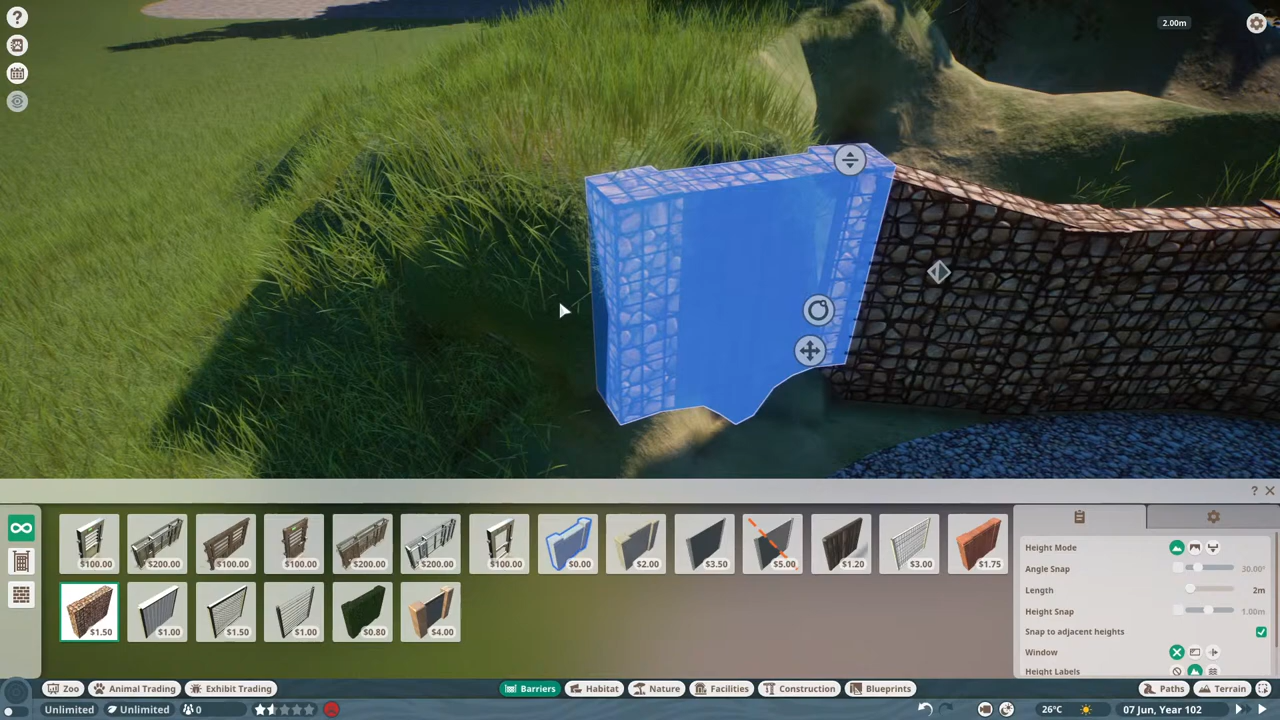 ?
2.00m
? ×
$100.00 $200.00 $100.00 $100.00 $200.00 $200.00 $100.00 $0.00 $2.00 $3.50 $5.00 $1.20 $3.00 $1.75
$1.50 $1.00 $1.50 $1.00 $0.80 $4.00
Height Mode
Angle Snap 30.00°
Length 2m
Height Snap 1.00m
Snap to adjacent heights
Window
Height Labels
Zoo Animal Trading Exhibit Trading Barriers Habitat Nature Facilities Construction Blueprints Paths Terrain
Unlimited Unlimited 0 26°C 07 Jun, Year 102